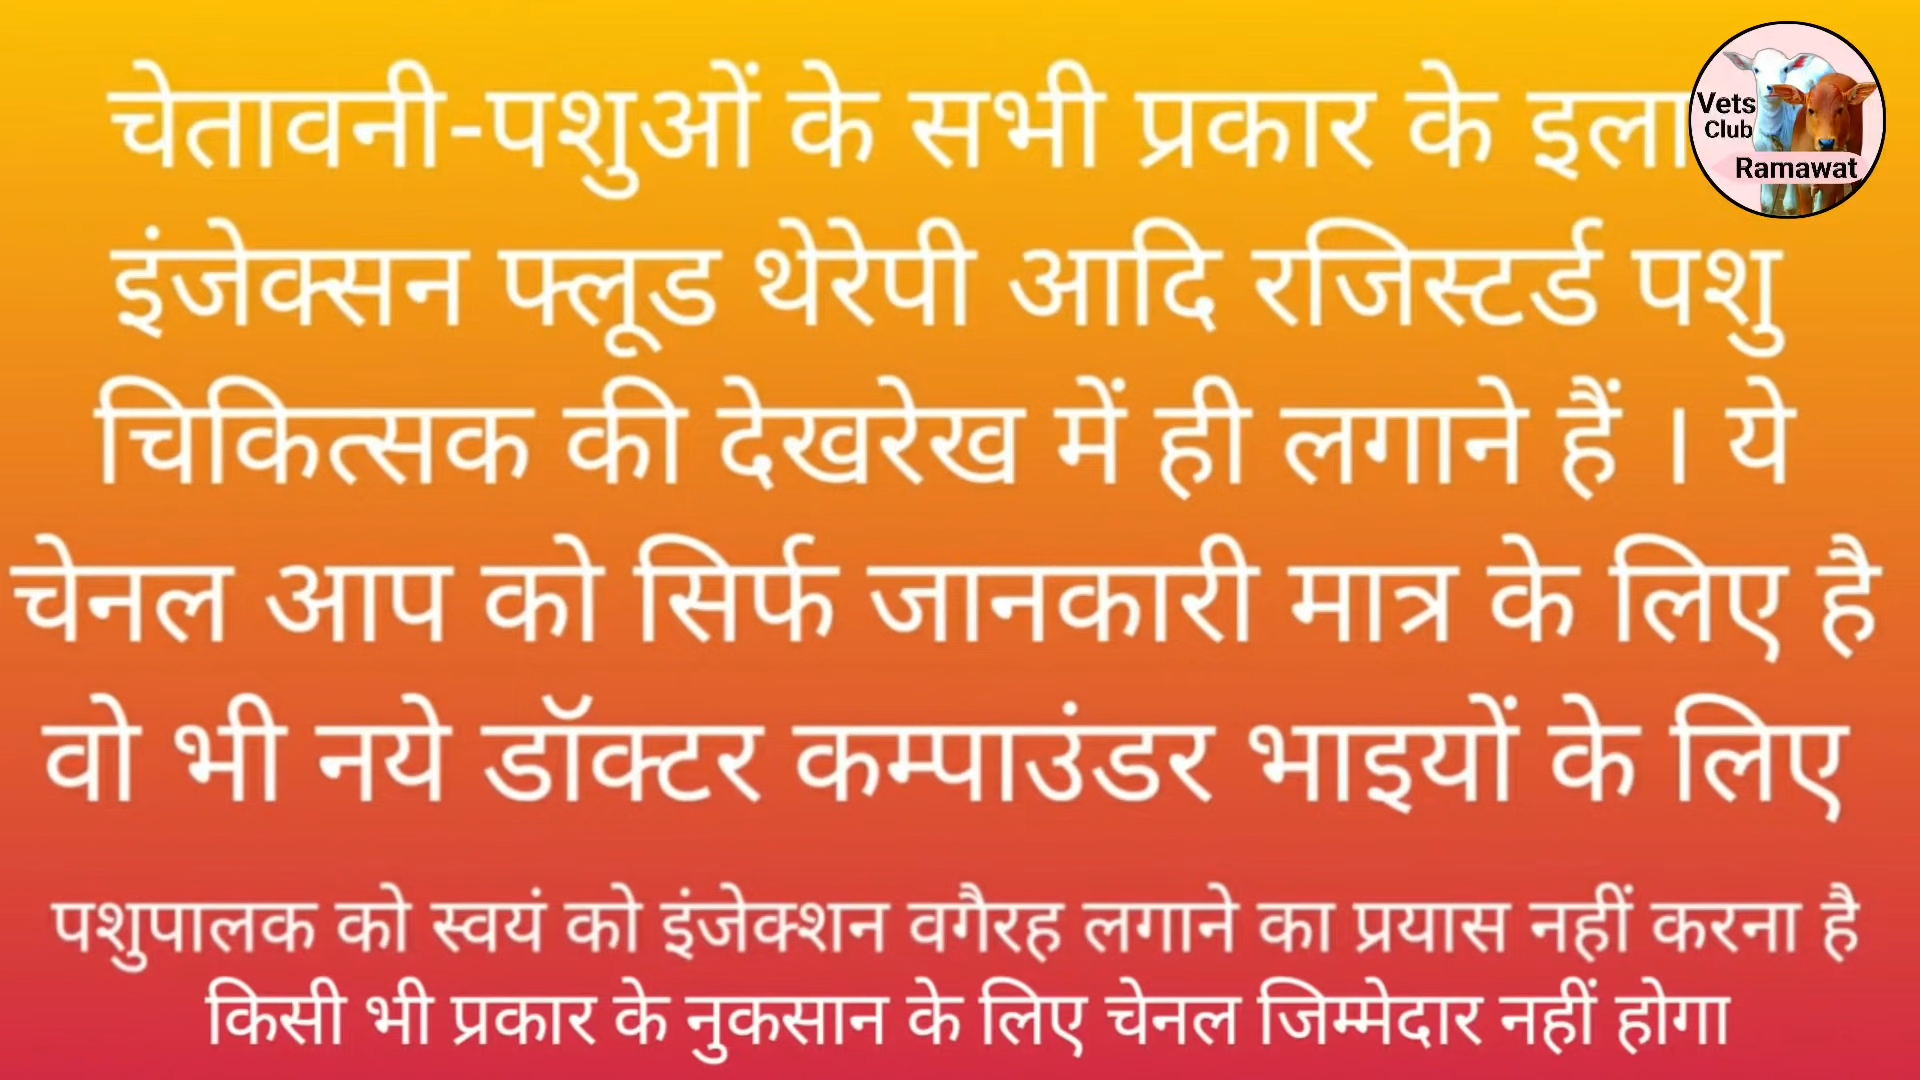 चेतावनी-पशुओं के सभी प्रकार के
इंजेक्सन फ्लूड थेरेपी आदि रजिस्टर्ड पशु
चिकित्सक की देखरेख में ही लगाने हैं । ये
चेनल आप को सिर्फ जानकारी मात्र के लिए है
वो भी नये डॉक्टर कम्पाउंडर भाइयों के लिए
पशुपालक को स्वयं को इंजेक्शन वगैरह लगाने का प्रयास नहीं करना है
किसी भी प्रकार के नुकसान के लिए चेनल जिम्मेदार नहीं होगा
Vets
Club
Ramawat